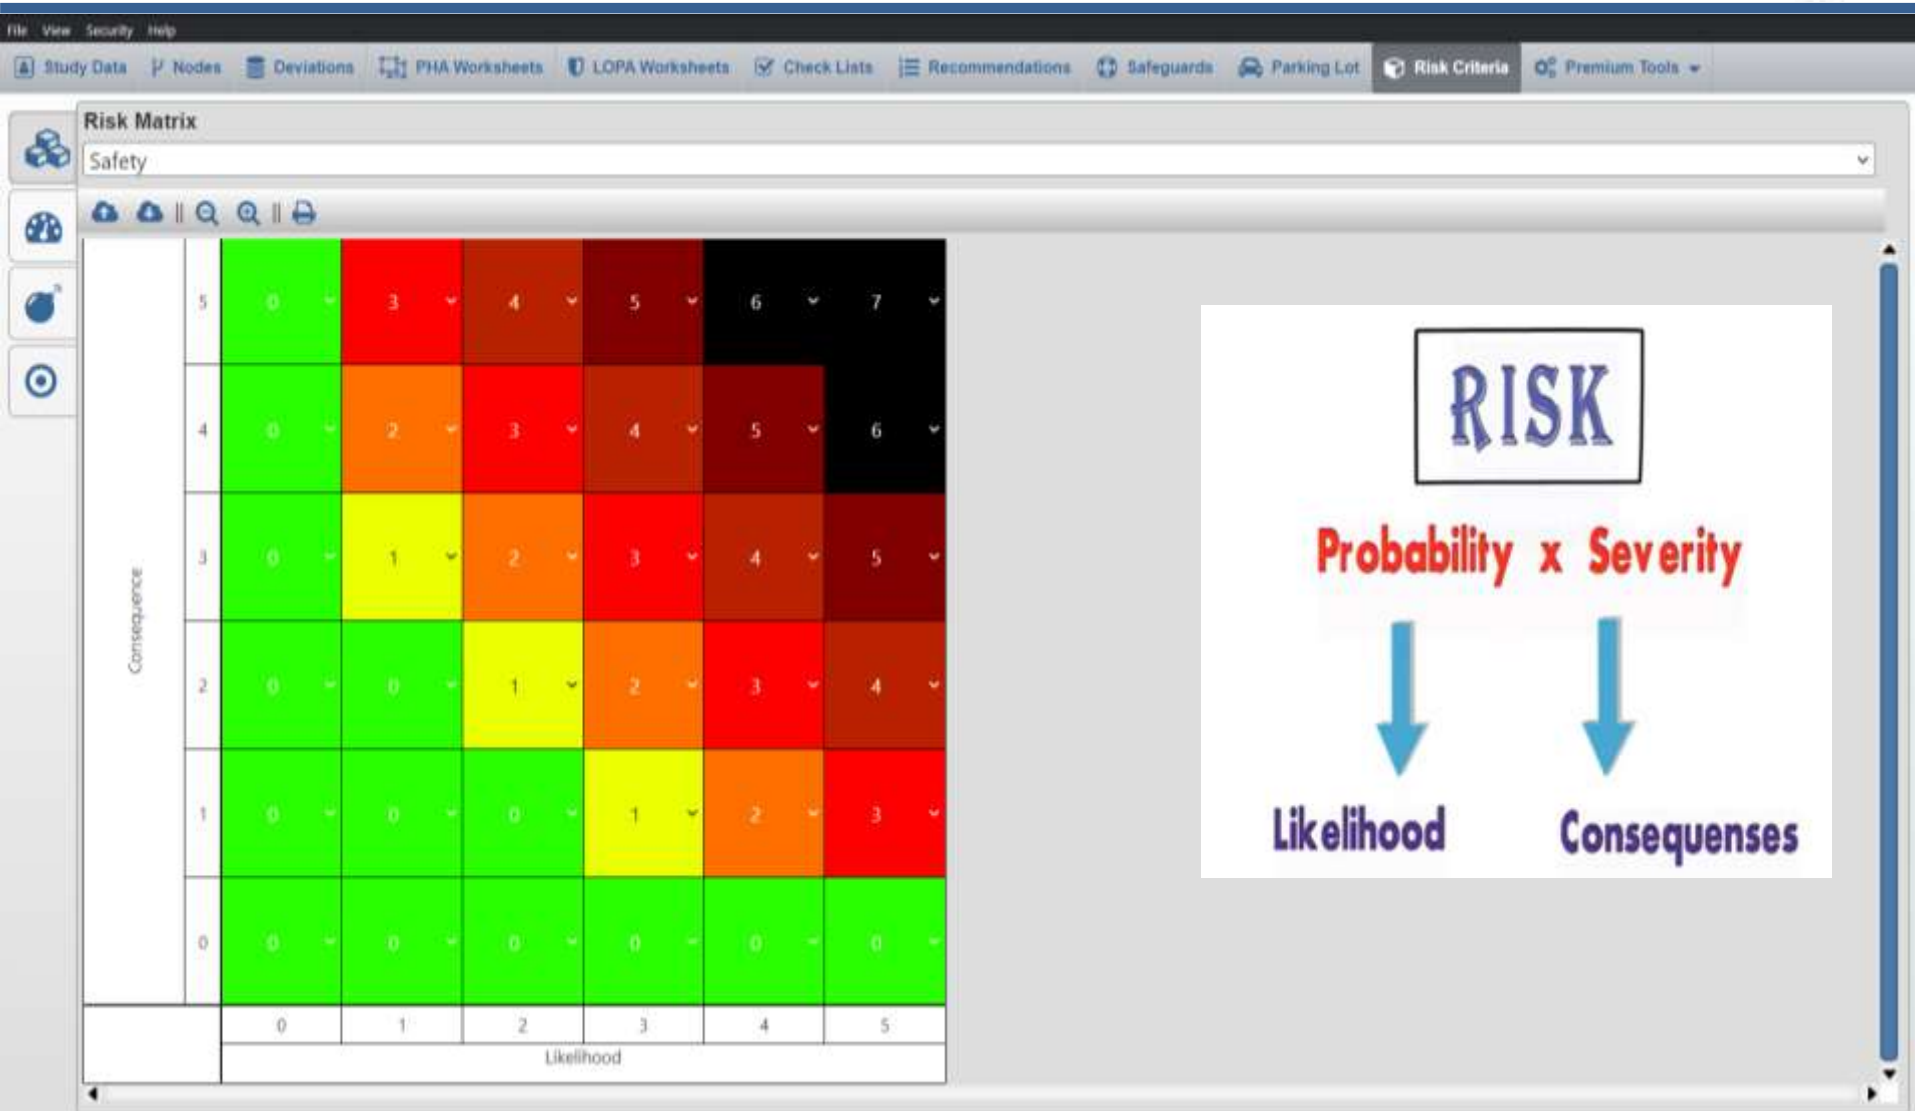 File View Security Help
Study Data Nodes Deviations PHA Worksheets LOPA Worksheets Check Lists Recommendations Safeguards Parking Lot Risk Criteria Premium Tools
Risk Matrix
Safety
Consequence
5 0 3 4 5 6 7
4 0 2 3 4 5 6
3 0 1 2 3 4 5
2 0 0 1 2 3 4
1 0 0 0 1 2 3
0 0 0 0 0 0 0
0 1 2 3 4 5
Likelihood
RISK
Probability x Severity
Likelihood Consequenses